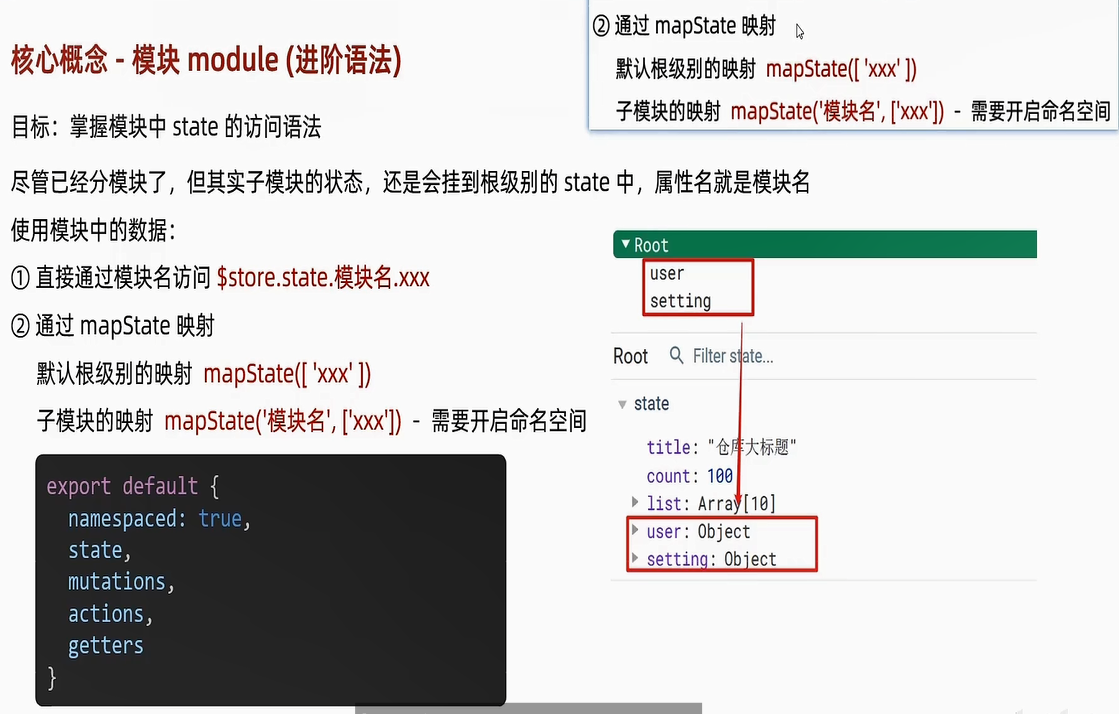 核心概念 - 模块 module (进阶语法)
目标：掌握模块中 state 的访问语法
尽管已经分模块了，但其实子模块的状态，还是会挂到根级别的 state 中，属性名就是模块名
使用模块中的数据：
① 直接通过模块名访问 $store.state.模块名.xxx
② 通过 mapState 映射
默认根级别的映射 mapState([ 'xxx' ])
子模块的映射 mapState('模块名', ['xxx']) - 需要开启命名空间
export default {
namespaced: true,
state,
mutations,
actions,
getters
}
② 通过 mapState 映射
默认根级别的映射 mapState([ 'xxx' ])
子模块的映射 mapState('模块名', ['xxx']) - 需要开启命名空间
Root
user
setting
Root Filter state...
state
title: "仓库大标题"
count: 100
list: Array[10]
user: Object
setting: Object